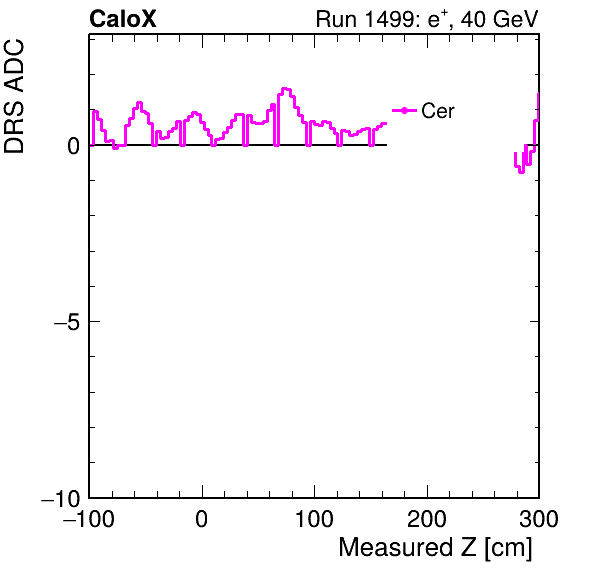 CaloX Run 1499: e⁺, 40 GeV
DRS ADC
Cer
0
−5
−10
−100 0 100 200 300
Measured Z [cm]